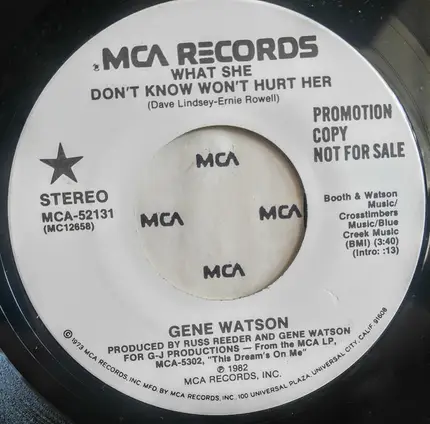 MCA RECORDS
WHAT SHE
DON'T KNOW WON'T HURT HER
(Dave Lindsey-Ernie Rowell)
PROMOTION
COPY
NOT FOR SALE
STEREO
MCA-52131
(MC12658)
MCA
MCA
MCA
MCA
Booth & Watson
Music/
Crosstimbers
Music/Blue
Creek Music
(BMI) (3:40)
(Intro: :13)
GENE WATSON
PRODUCED BY RUSS REEDER AND GENE WATSON
FOR G-J PRODUCTIONS — From the MCA LP,
MCA-5302, "This Dream's On Me"
℗ 1982
MCA RECORDS, INC.
© 1973 MCA RECORDS, INC. MFD. BY MCA RECORDS, INC. 100 UNIVERSAL PLAZA, UNIVERSAL CITY, CALIF. 91608